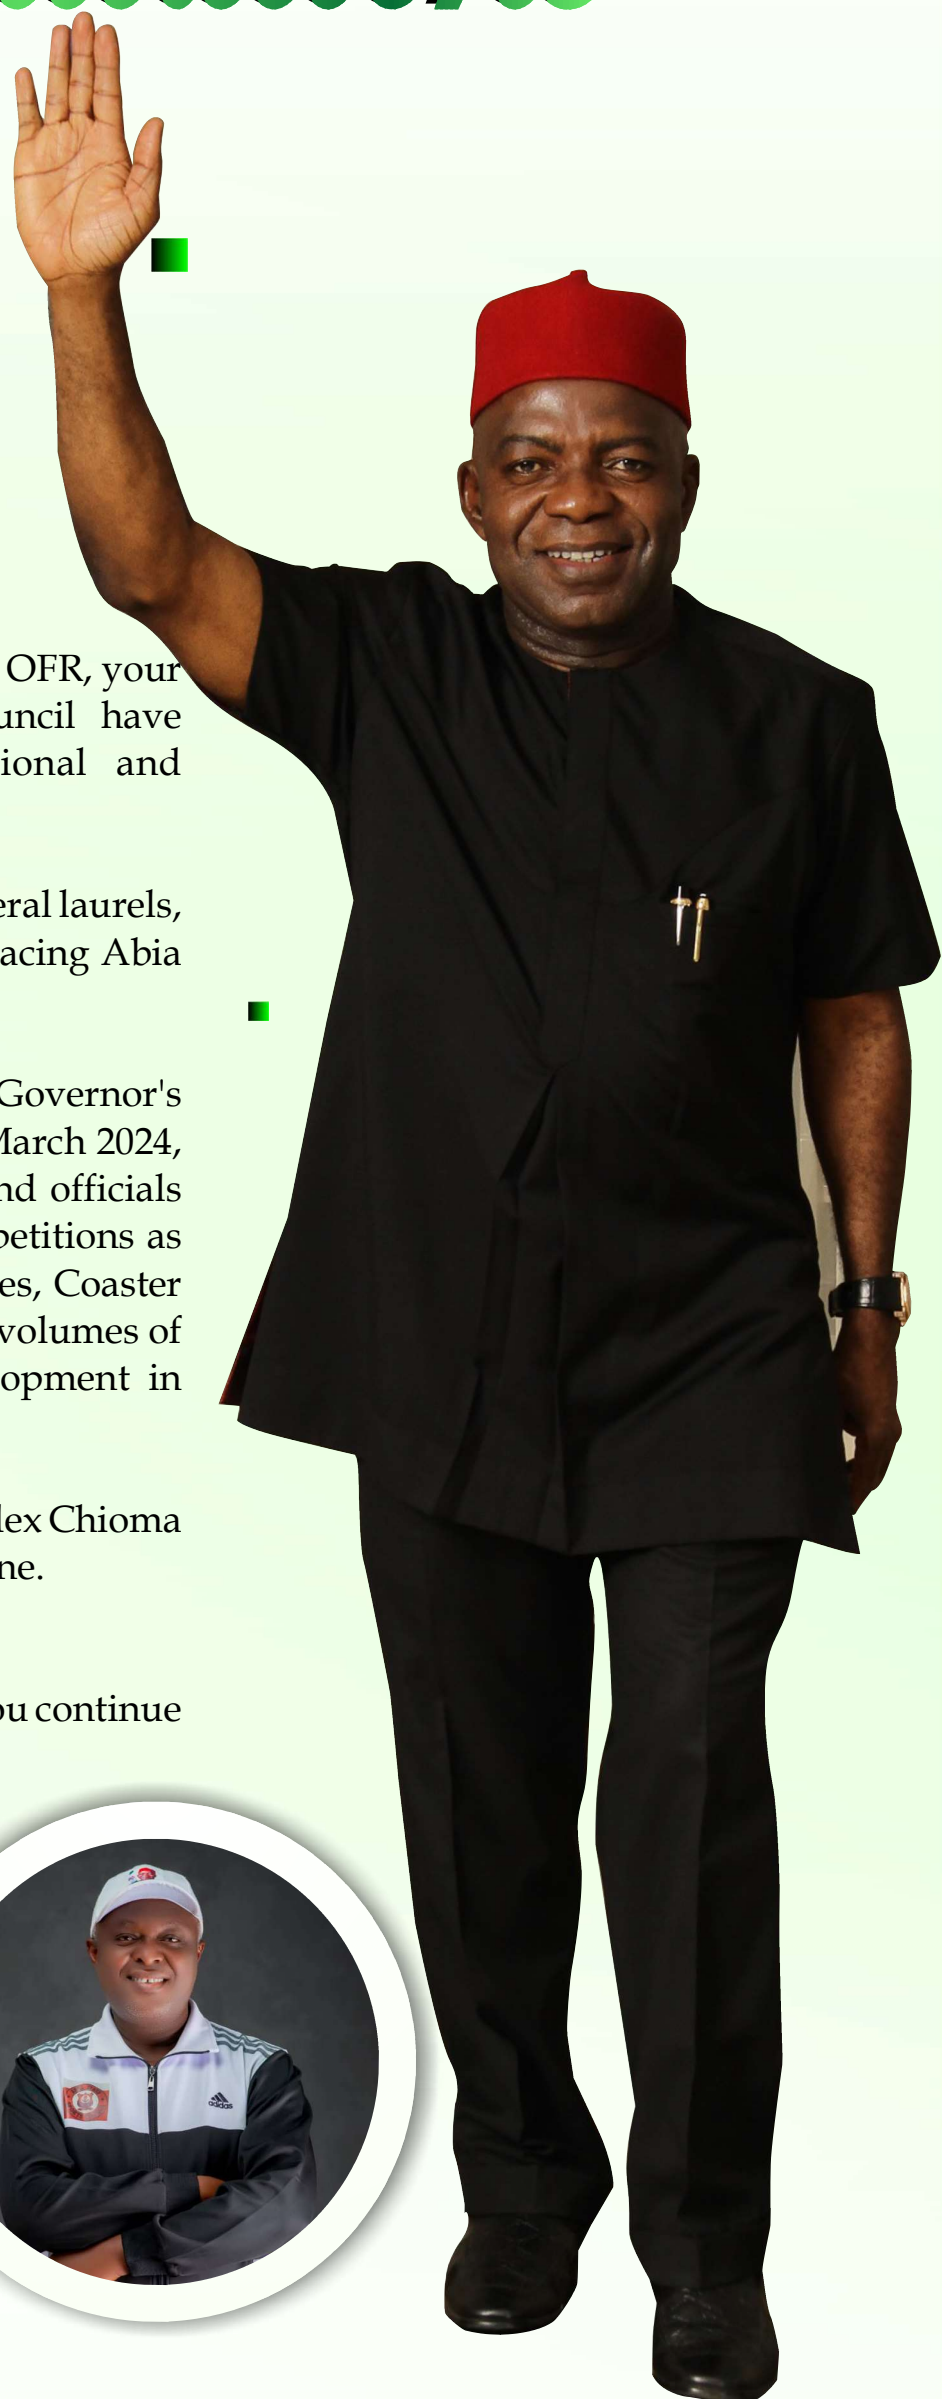 OFR, your
uncil have
ional and
eral laurels,
acing Abia
Governor's
March 2024,
nd officials
petitions as
es, Coaster
volumes of
opment in
lex Chioma
ne.
ou continue
adidas